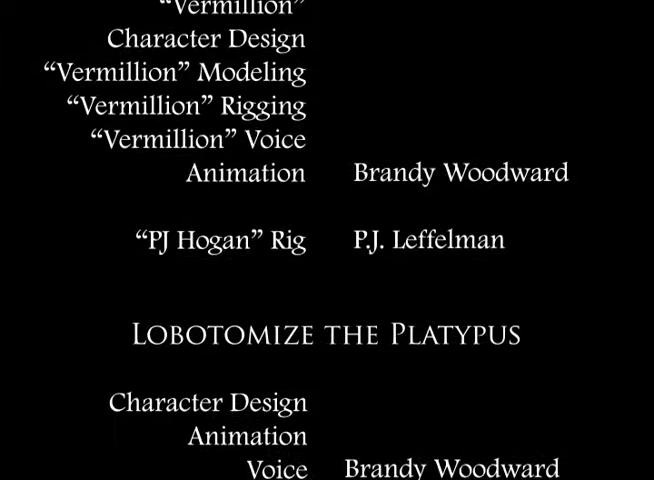 “Vermillion”
Character Design
“Vermillion” Modeling
“Vermillion” Rigging
“Vermillion” Voice
Animation Brandy Woodward
“PJ Hogan” Rig P.J. Leffelman
LOBOTOMIZE THE PLATYPUS
Character Design
Animation
Voice Brandy Woodward